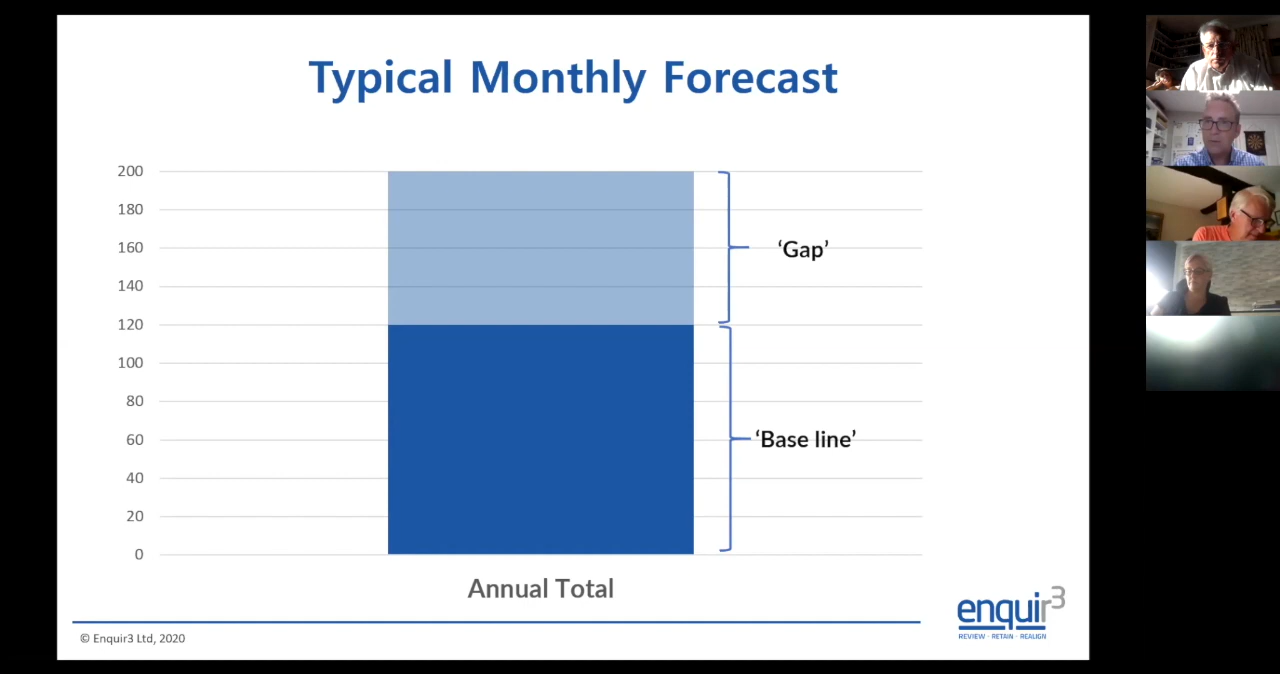 Typical Monthly Forecast
200
180
160
140
120
100
80
60
40
20
0
‘Gap’
‘Base line’
Annual Total
© Enquir3 Ltd, 2020
enquir3
REVIEW · RETAIN · REALIGN